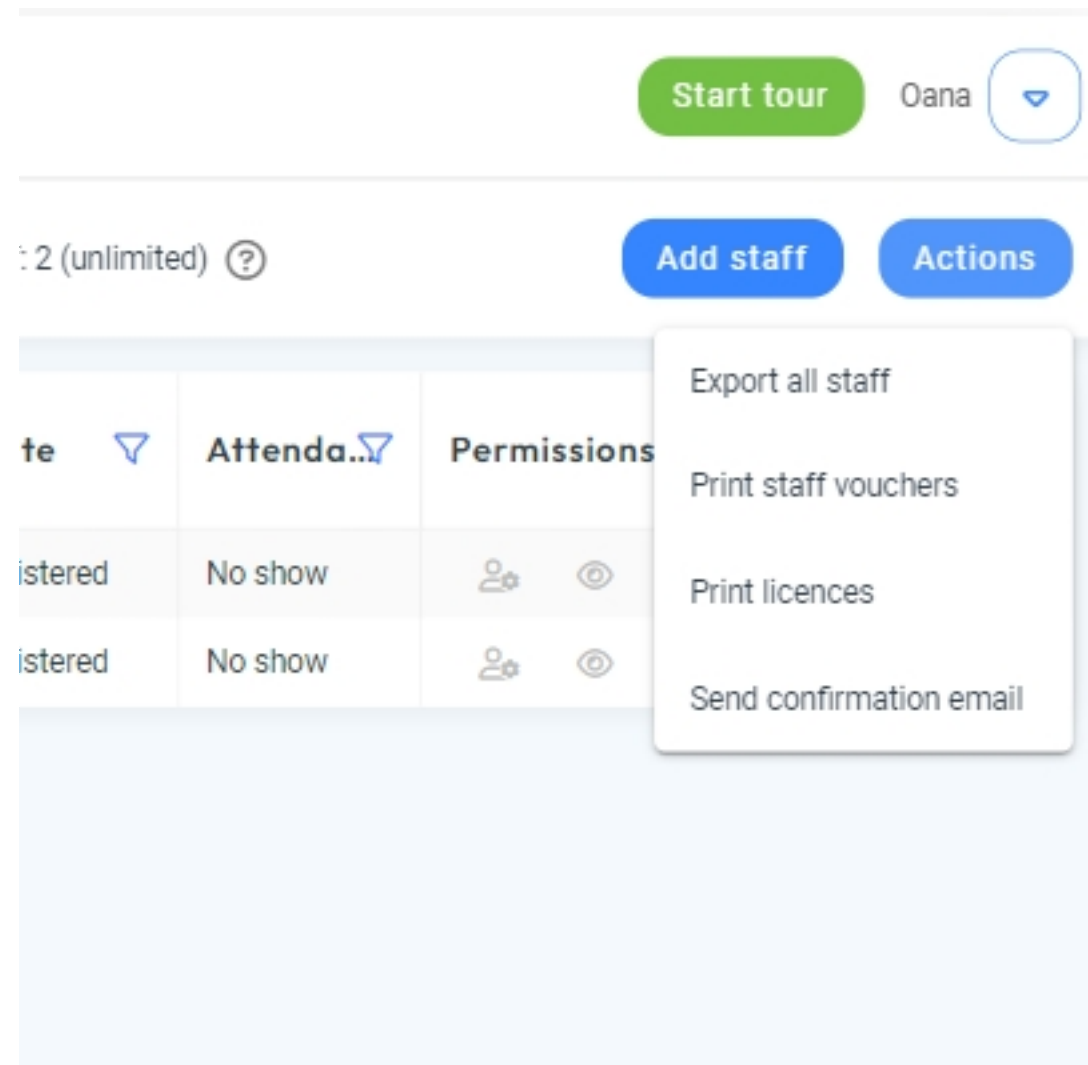 Start tour Oana
: 2 (unlimited) ?
Add staff Actions
Export all staff
te Attenda... Permissions
Print staff vouchers
istered No show
Print licences
istered No show
Send confirmation email